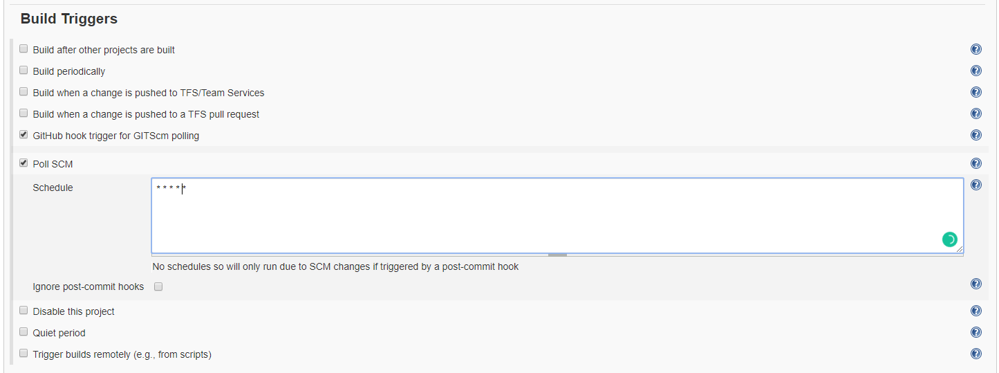 Build Triggers
Build after other projects are built
Build periodically
Build when a change is pushed to TFS/Team Services
Build when a change is pushed to a TFS pull request
GitHub hook trigger for GITScm polling
Poll SCM
Schedule
* * * * *
No schedules so will only run due to SCM changes if triggered by a post-commit hook
Ignore post-commit hooks
Disable this project
Quiet period
Trigger builds remotely (e.g., from scripts)